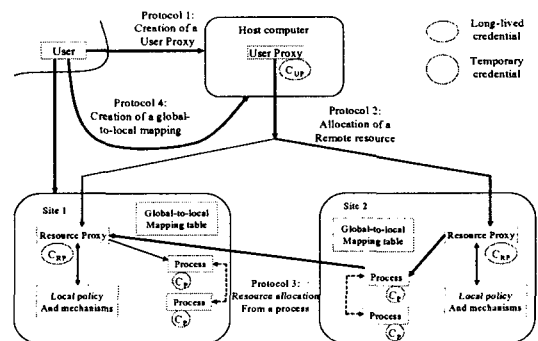 Protocol 1:
Creation of a
User Proxy
Host computer
Long-lived
credential
User
User Proxy
C_UP
Temporary
credential
Protocol 4:
Creation of a global-
to-local mapping
Protocol 2:
Allocation of a
Remote resource
Site 1
Global-to-local
Mapping table
Resource Proxy
C_RP
Process
C_P
Process
C_P
Local policy
And mechanisms
Protocol 3:
Resource allocation
From a process
Site 2
Global-to-local
Mapping table
Resource Proxy
C_RP
Process
C_P
Process
C_P
Local policy
And mechanisms